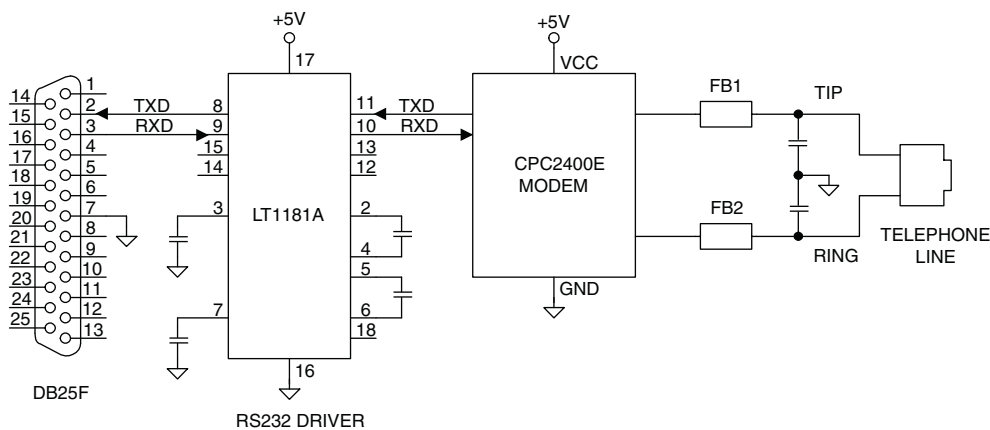 +5V
+5V
17
VCC
1
14
2
TXD
8
11
TXD
FB1
TIP
15
3
RXD
9
10
RXD
16
4
15
13
17
5
14
12
CPC2400E
MODEM
18
6
19
7
3
LT1181A
2
FB2
20
8
21
9
4
RING
TELEPHONE
LINE
22
10
5
23
11
GND
24
12
7
6
25
13
18
16
DB25F
RS232 DRIVER